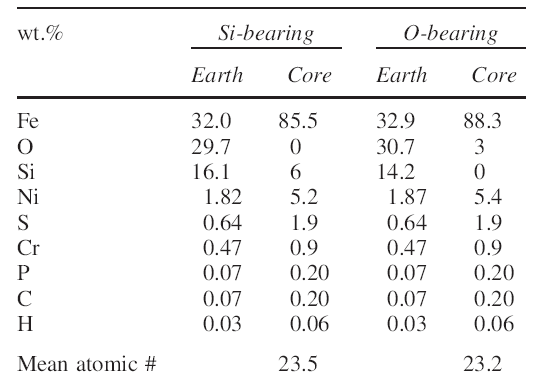 wt.% Si-bearing O-bearing
Earth Core Earth Core
Fe 32.0 85.5 32.9 88.3
O 29.7 0 30.7 3
Si 16.1 6 14.2 0
Ni 1.82 5.2 1.87 5.4
S 0.64 1.9 0.64 1.9
Cr 0.47 0.9 0.47 0.9
P 0.07 0.20 0.07 0.20
C 0.07 0.20 0.07 0.20
H 0.03 0.06 0.03 0.06
Mean atomic # 23.5 23.2